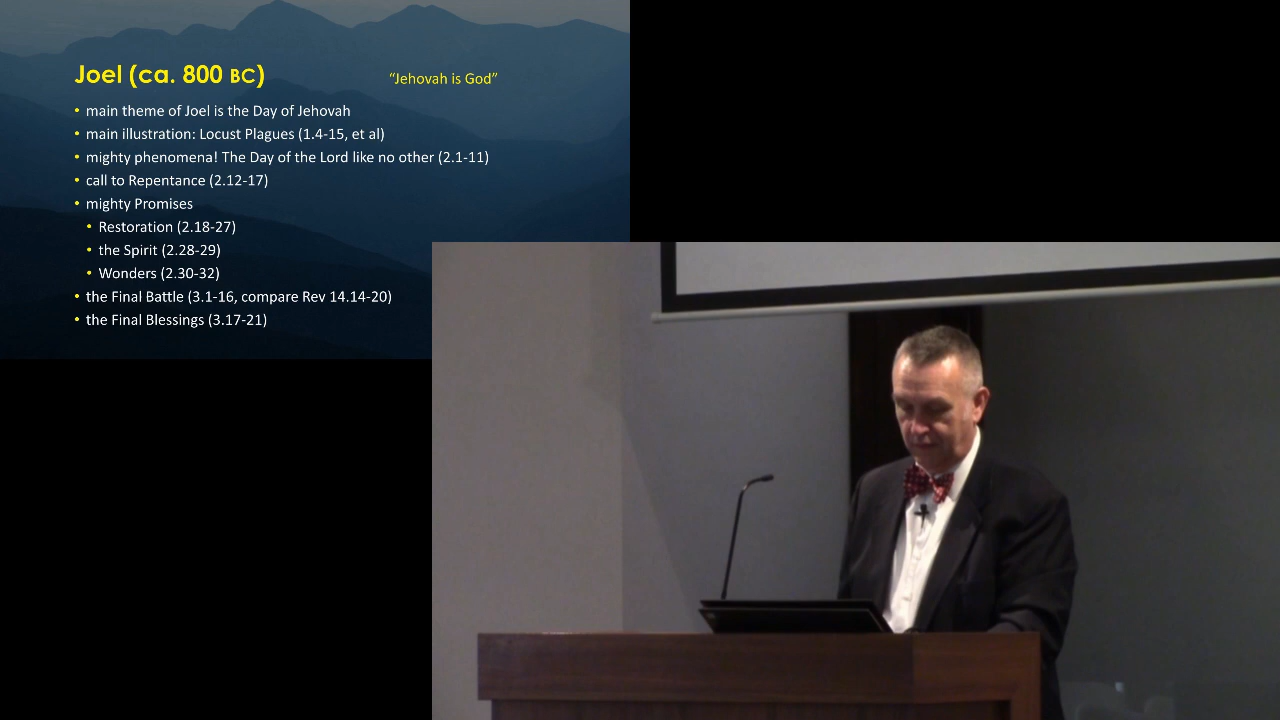 Joel (ca. 800 BC)
“Jehovah is God”
• main theme of Joel is the Day of Jehovah
• main illustration: Locust Plagues (1.4-15, et al)
• mighty phenomena! The Day of the Lord like no other (2.1-11)
• call to Repentance (2.12-17)
• mighty Promises
• Restoration (2.18-27)
• the Spirit (2.28-29)
• Wonders (2.30-32)
• the Final Battle (3.1-16, compare Rev 14.14-20)
• the Final Blessings (3.17-21)